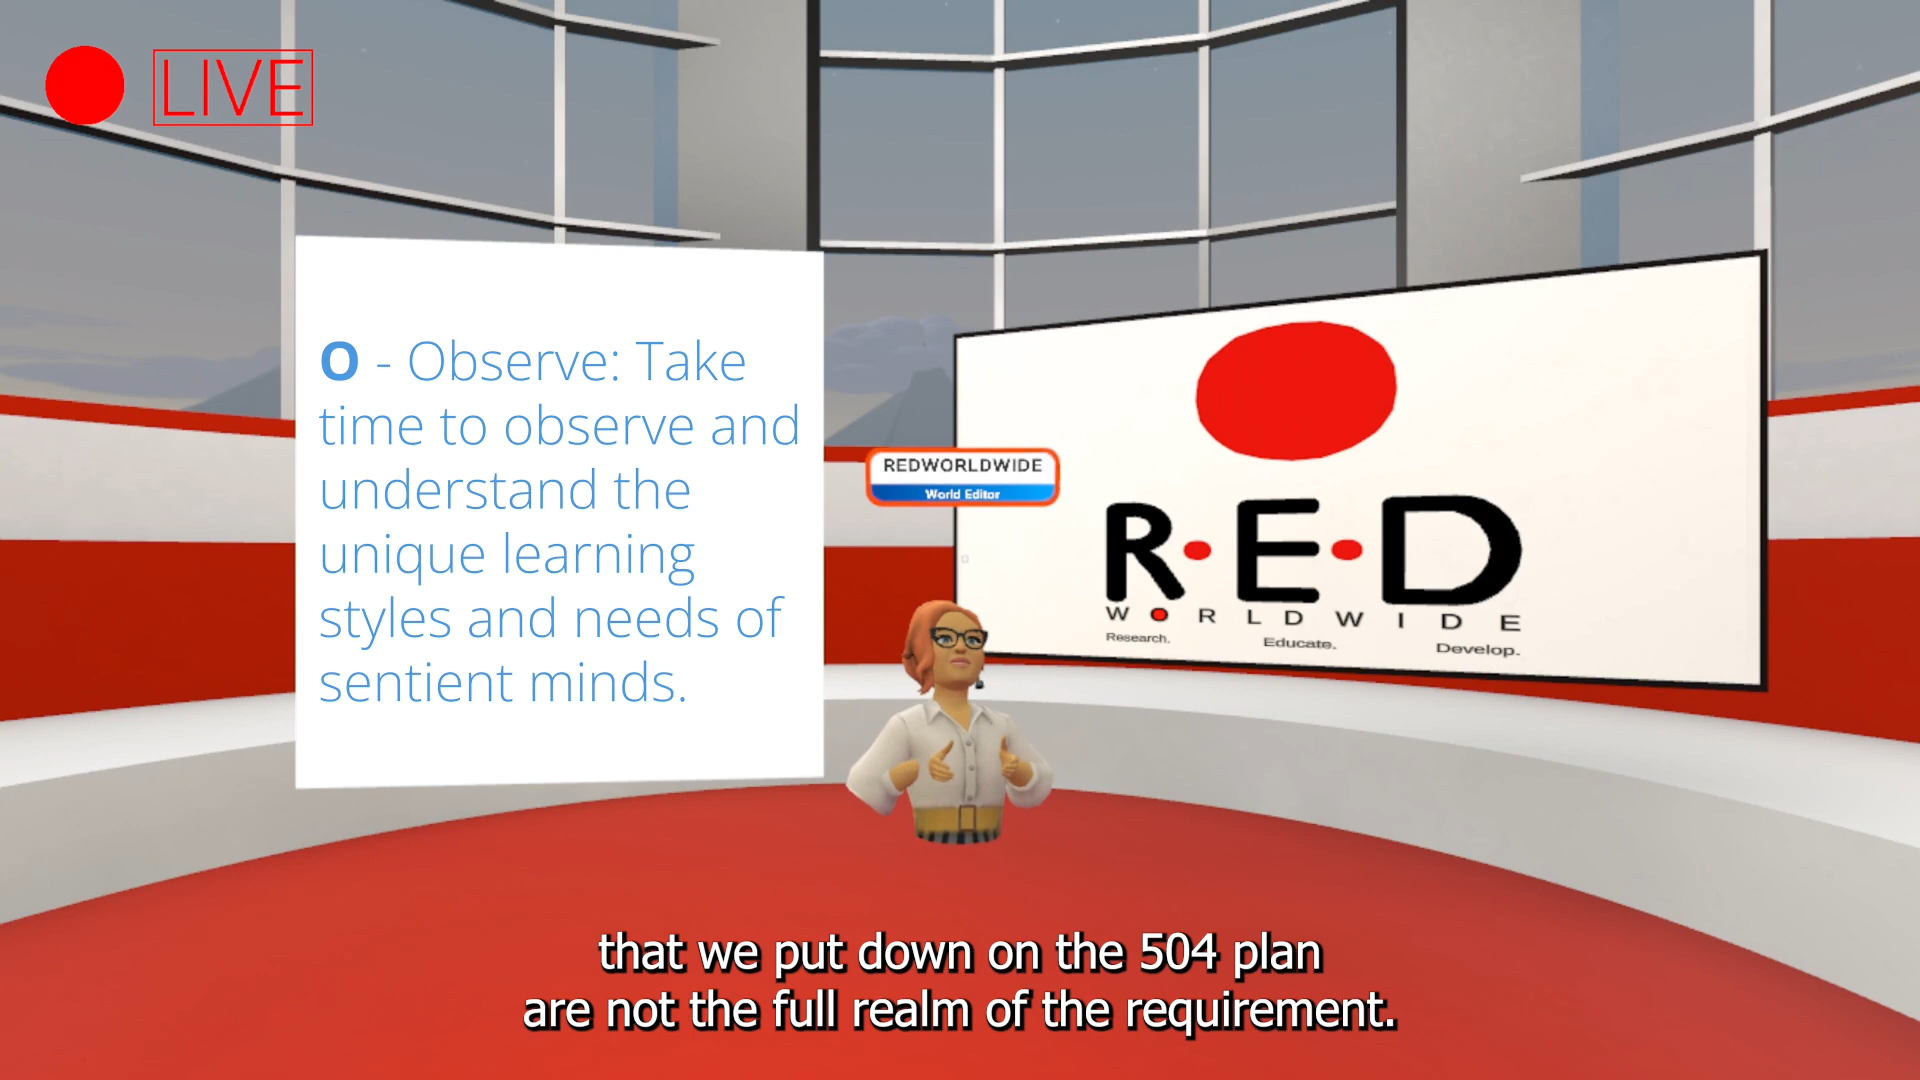 LIVE
O - Observe: Take
time to observe and
understand the
unique learning
styles and needs of
sentient minds.
REDWORLDWIDE
World Editor
R•E•D
WORLDWIDE
Research. Educate. Develop.
that we put down on the 504 plan
are not the full realm of the requirement.